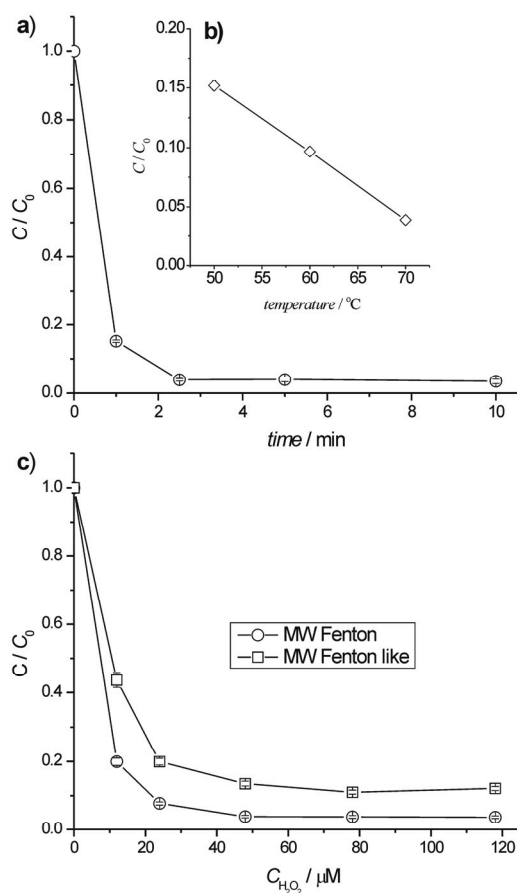 a)
C / C0
1.0
0.8
0.6
0.4
0.2
0.0
0 2 4 6 8 10
time / min
b)
C / C0
0.20
0.15
0.10
0.05
0.00
50 55 60 65 70
temperature / °C
c)
C / C0
1.0
0.8
0.6
0.4
0.2
0.0
MW Fenton
MW Fenton like
0 20 40 60 80 100 120
C H2O2 / μM